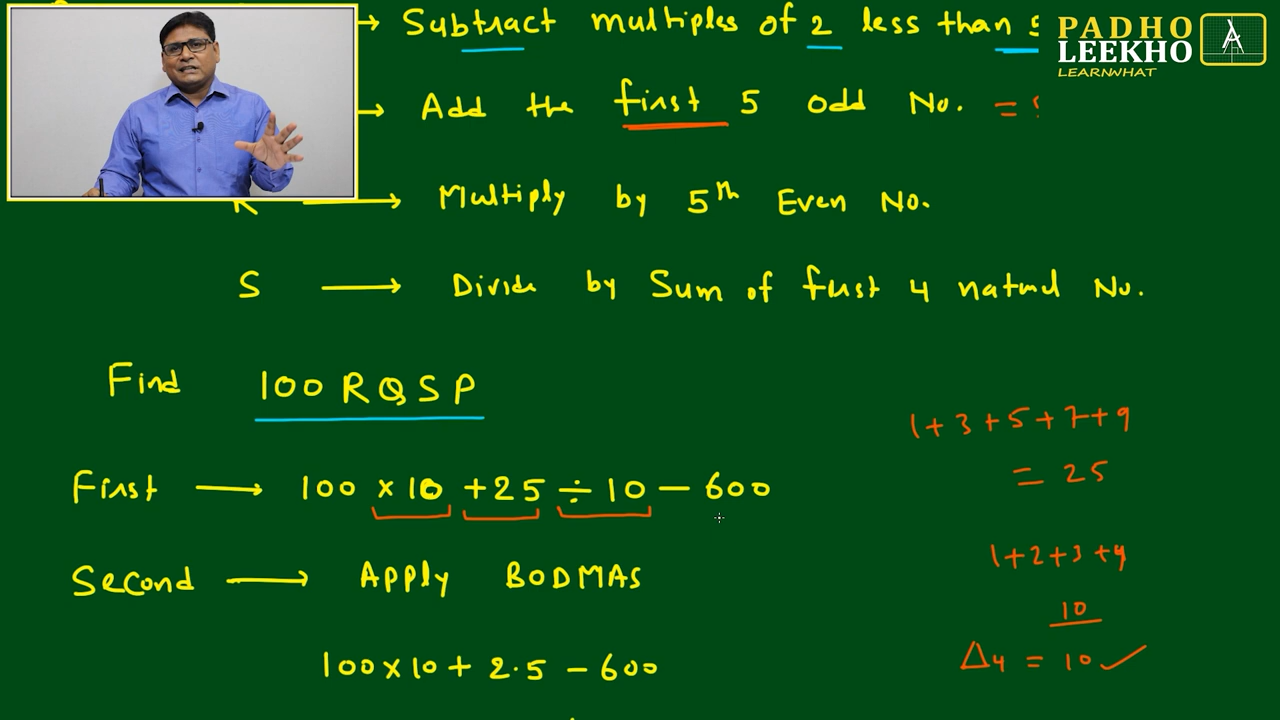 → Subtract multiples of 2 less than 5
PADHO
LEEKHO
LEARNWHAT
→ Add the first 5 odd No. =
R → Multiply by 5th Even No.
S → Divide by Sum of first 4 natural No.
Find 100 R Q S P
1+3+5+7+9
= 25
First → 100 ×10 +25 ÷ 10 – 600
1+2+3+4
Second → Apply BODMAS
10
Δ4 = 10 ✓
100×10 + 2.5 – 600